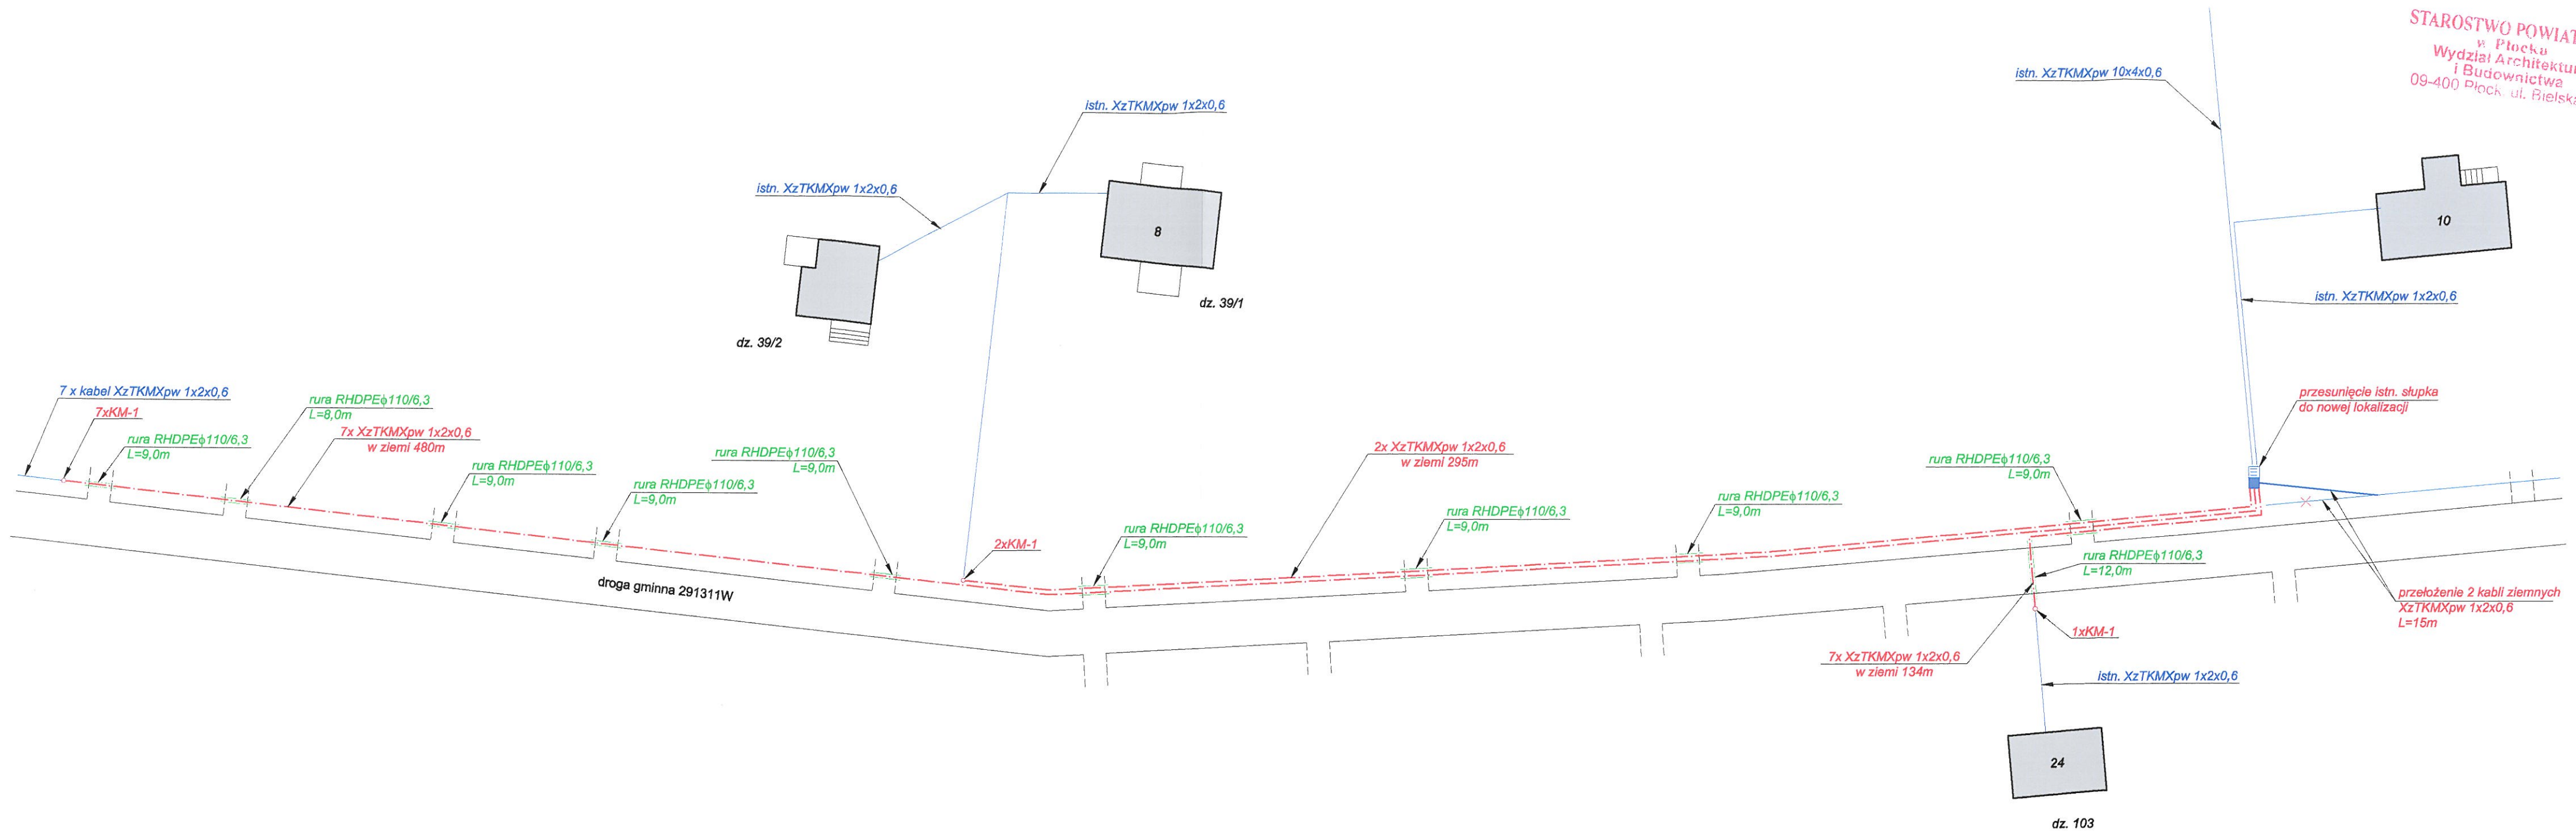 STAROSTWO POWIAT
w Płocku
Wydział Architektur
i Budownictwa
09-400 Płock ul. Bielska
istn. XzTKMXpw 10x4x0,6
istn. XzTKMXpw 1x2x0,6
istn. XzTKMXpw 1x2x0,6
8
10
dz. 39/1
dz. 39/2
istn. XzTKMXpw 1x2x0,6
7 x kabel XzTKMXpw 1x2x0,6
7xKM-1
rura RHDPEϕ110/6,3
L=9,0m
rura RHDPEϕ110/6,3
L=8,0m
7x XzTKMXpw 1x2x0,6
w ziemi 480m
rura RHDPEϕ110/6,3
L=9,0m
rura RHDPEϕ110/6,3
L=9,0m
rura RHDPEϕ110/6,3
L=9,0m
2xKM-1
rura RHDPEϕ110/6,3
L=9,0m
2x XzTKMXpw 1x2x0,6
w ziemi 295m
rura RHDPEϕ110/6,3
L=9,0m
rura RHDPEϕ110/6,3
L=9,0m
rura RHDPEϕ110/6,3
L=9,0m
przesunięcie istn. słupka
do nowej lokalizacji
droga gminna 291311W
rura RHDPEϕ110/6,3
L=12,0m
przełożenie 2 kabli ziemnych
XzTKMXpw 1x2x0,6
L=15m
1xKM-1
7x XzTKMXpw 1x2x0,6
w ziemi 134m
istn. XzTKMXpw 1x2x0,6
24
dz. 103